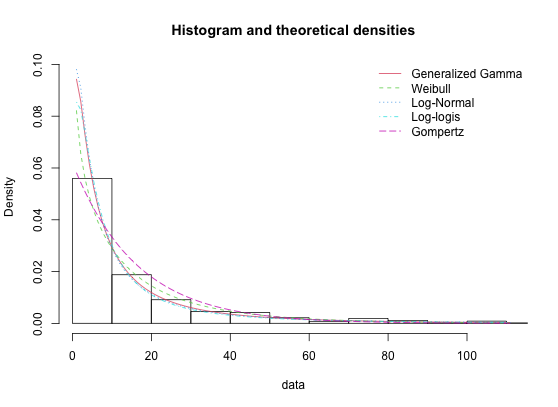 Histogram and theoretical densities
Generalized Gamma
Weibull
Log-Normal
Log-logis
Gompertz
Density
0.10
0.08
0.06
0.04
0.02
0.00
0 20 40 60 80 100
data